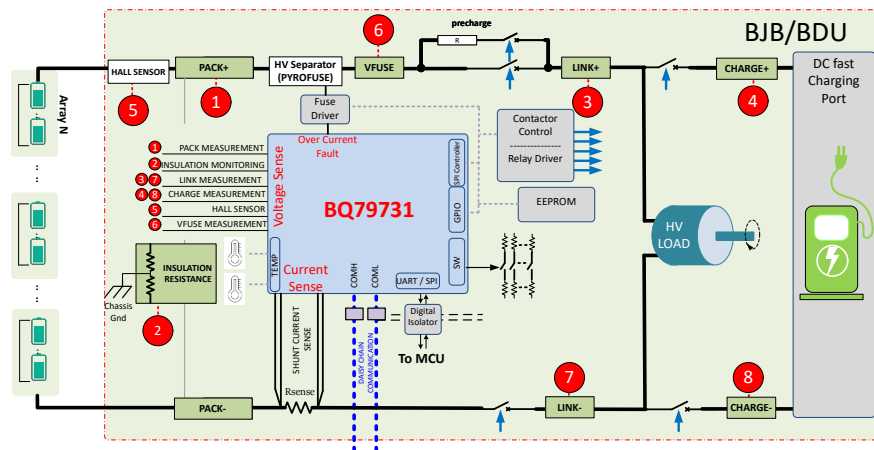 BJB/BDU
precharge
6
R
HALL SENSOR
PACK+
HV Separator
(PYROFUSE)
VFUSE
LINK+
CHARGE+
DC fast
Charging
Port
5
1
3
4
Array N
Fuse
Driver
Contactor
Control
---------------
Relay Driver
Over Current
Fault
1 PACK MEASUREMENT
2 INSULATION MONITORING
3 7 LINK MEASUREMENT
4 8 CHARGE MEASUREMENT
5 HALL SENSOR
6 VFUSE MEASUREMENT
Voltage Sense
BQ79731
SPI Controller
GPIO
SW
EEPROM
HV
LOAD
INSULATION
RESISTANCE
Chassis
Gnd
2
TEMP
Current
Sense
COMH
COML
UART / SPI
Digital
Isolator
To MCU
SHUNT CURRENT
SENSE
DAISY CHAIN
COMMUNICATION
Rsense
PACK-
7
LINK-
8
CHARGE-